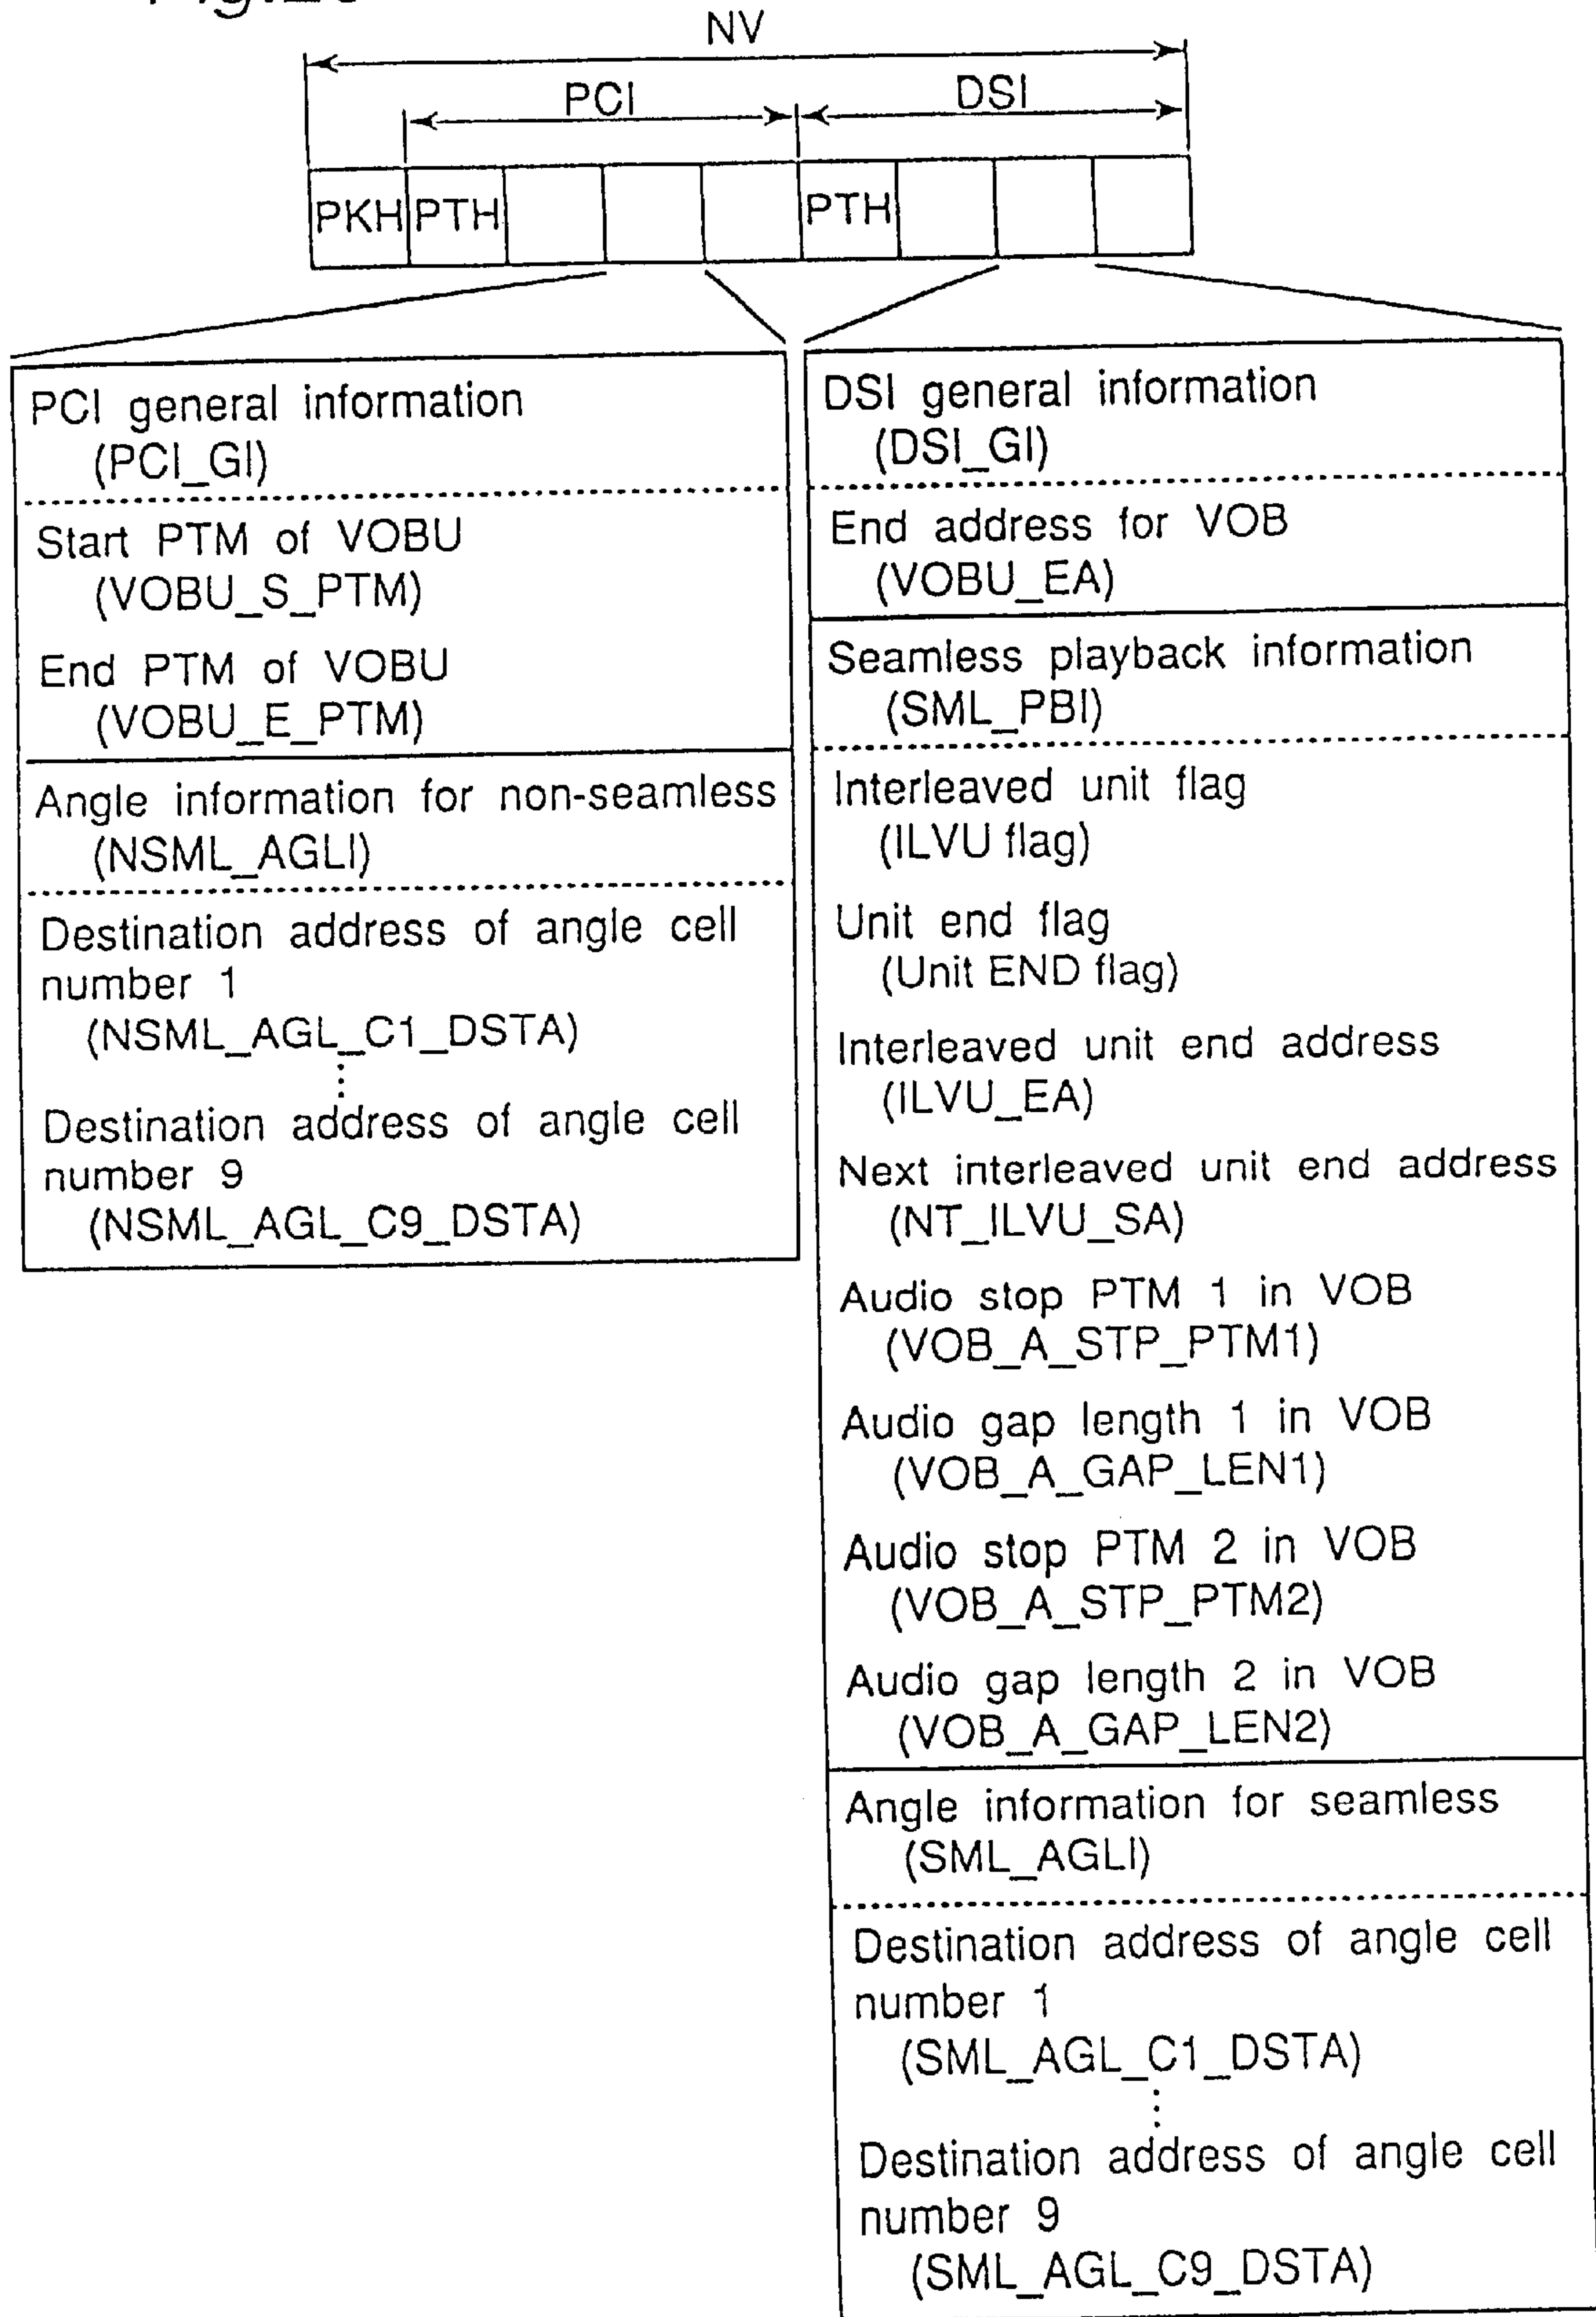 NV
PCI
DSI
PKH
PTH
PTH
PCI general information
(PCI_GI)
Start PTM of VOBU
(VOBU_S_PTM)
End PTM of VOBU
(VOBU_E_PTM)
Angle information for non-seamless
(NSML_AGLI)
Destination address of angle cell
number 1
(NSML_AGL_C1_DSTA)
Destination address of angle cell
number 9
(NSML_AGL_C9_DSTA)
DSI general information
(DSI_GI)
End address for VOB
(VOBU_EA)
Seamless playback information
(SML_PBI)
Interleaved unit flag
(ILVU flag)
Unit end flag
(Unit END flag)
Interleaved unit end address
(ILVU_EA)
Next interleaved unit end address
(NT_ILVU_SA)
Audio stop PTM 1 in VOB
(VOB_A_STP_PTM1)
Audio gap length 1 in VOB
(VOB_A_GAP_LEN1)
Audio stop PTM 2 in VOB
(VOB_A_STP_PTM2)
Audio gap length 2 in VOB
(VOB_A_GAP_LEN2)
Angle information for seamless
(SML_AGLI)
Destination address of angle cell
number 1
(SML_AGL_C1_DSTA)
Destination address of angle cell
number 9
(SML_AGL_C9_DSTA)